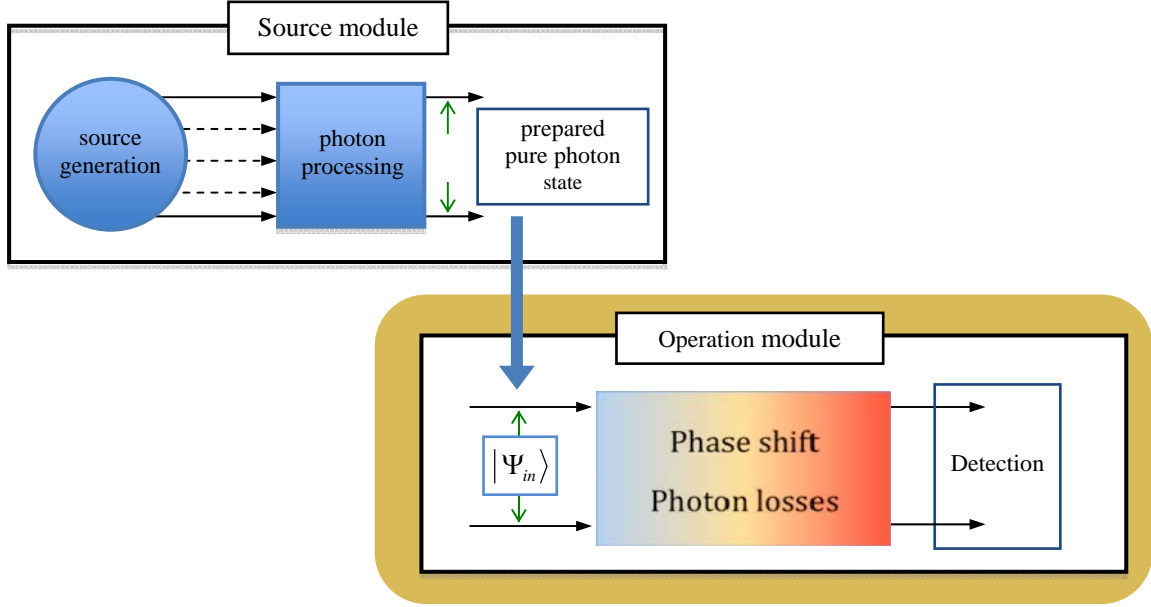 Source module
source
generation
photon
processing
prepared
pure photon
state
Operation module
|Ψin⟩
Phase shift
Photon losses
Detection